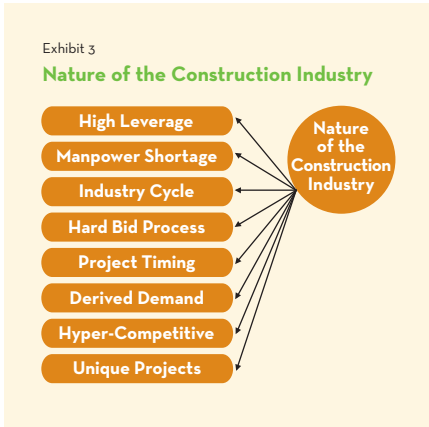 Exhibit 3
Nature of the Construction Industry
High Leverage
Manpower Shortage
Industry Cycle
Hard Bid Process
Project Timing
Derived Demand
Hyper-Competitive
Unique Projects
Nature
of the
Construction
Industry